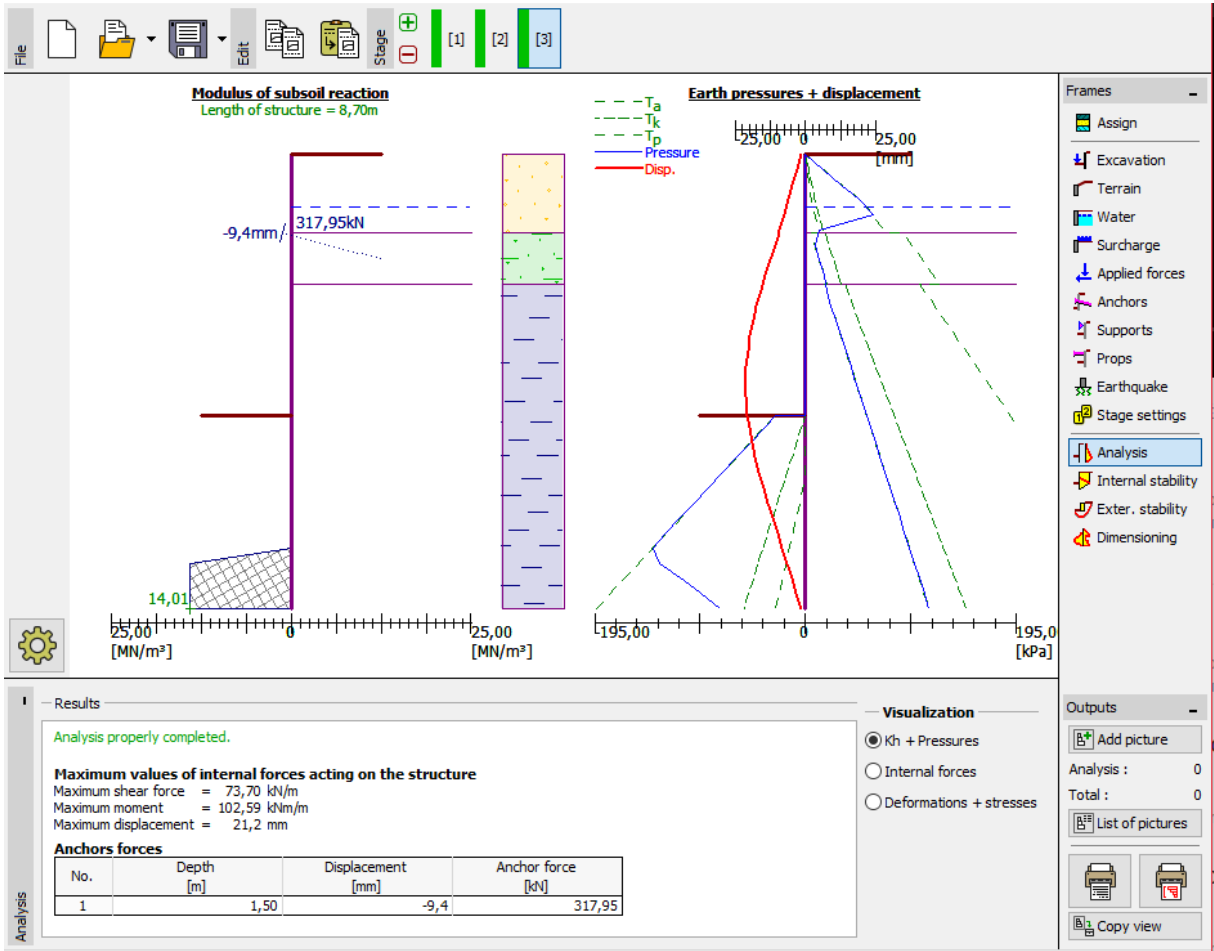 File
Edit
Stage
[1]
[2]
[3]
Modulus of subsoil reaction
Length of structure = 8,70m
-9,4mm
317,95kN
14,01
25,00
0
25,00
[MN/m³]
[MN/m³]
Earth pressures + displacement
Ta
Tk
Tp
Pressure
Disp.
-25,00
0
25,00
[mm]
-195,00
0
195,0
[kPa]
Frames
Assign
Excavation
Terrain
Water
Surcharge
Applied forces
Anchors
Supports
Props
Earthquake
Stage settings
Analysis
Internal stability
Exter. stability
Dimensioning
Analysis
Results
Analysis properly completed.
Maximum values of internal forces acting on the structure
Maximum shear force = 73,70 kN/m
Maximum moment = 102,59 kNm/m
Maximum displacement = 21,2 mm
Anchors forces
No. Depth Displacement Anchor force
[m] [mm] [kN]
1 1,50 -9,4 317,95
Visualization
Kh + Pressures
Internal forces
Deformations + stresses
Outputs
Add picture
Analysis : 0
Total : 0
List of pictures
Copy view